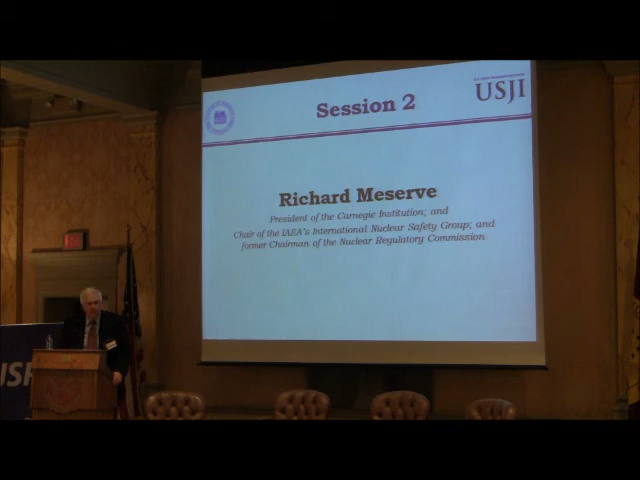 USJI
Session 2
Richard Meserve
President of the Carnegie Institution; and
Chair of the IAEA's International Nuclear Safety Group; and
former Chairman of the Nuclear Regulatory Commission